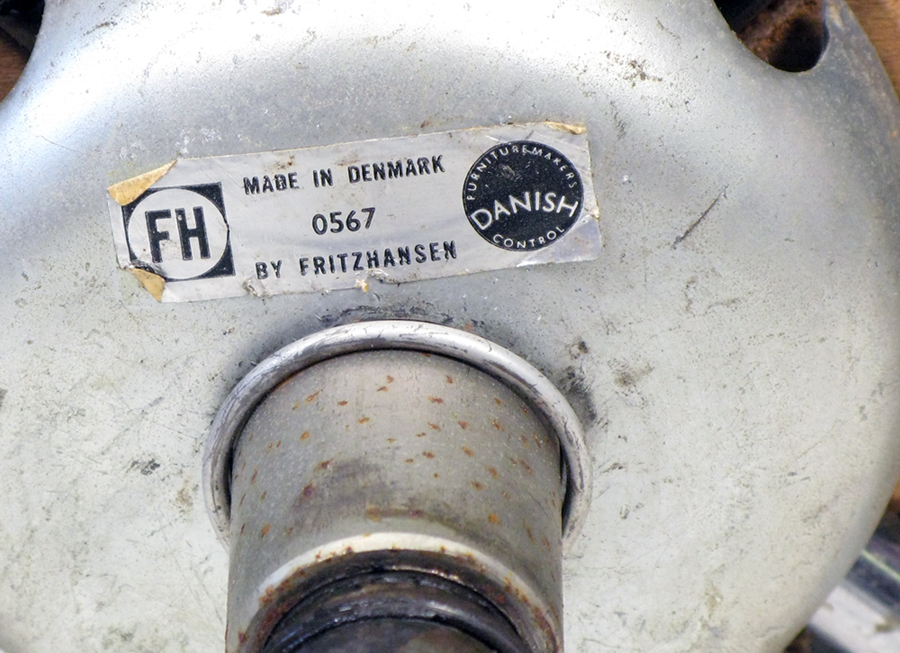 FH
MADE IN DENMARK
0567
BY FRITZHANSEN
FURNITUREMAKERS
DANISH
CONTROL